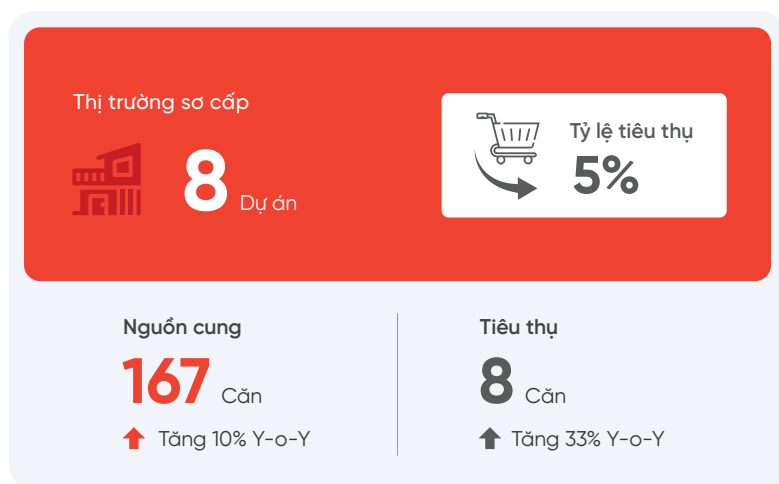 Thị trường sơ cấp
8 Dự án
Tỷ lệ tiêu thụ
5%
Nguồn cung
167 Căn
Tăng 10% Y-o-Y
Tiêu thụ
8 Căn
Tăng 33% Y-o-Y